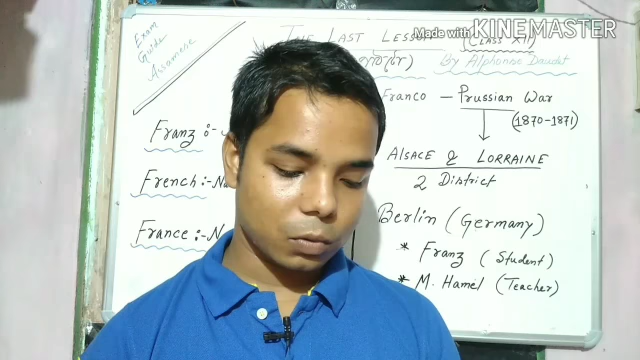 Made with KINEMASTER
Exam
Guide
Assamese
THE LAST LESSON (CLASS XII)
By Alphonse Daudet
Franco - Prussian War
(1870-1871)
Franz :-
ALSACE & LORRAINE
2 District
French :- N
Berlin (Germany)
France :- N
* Franz (Student)
* M. Hamel (Teacher)